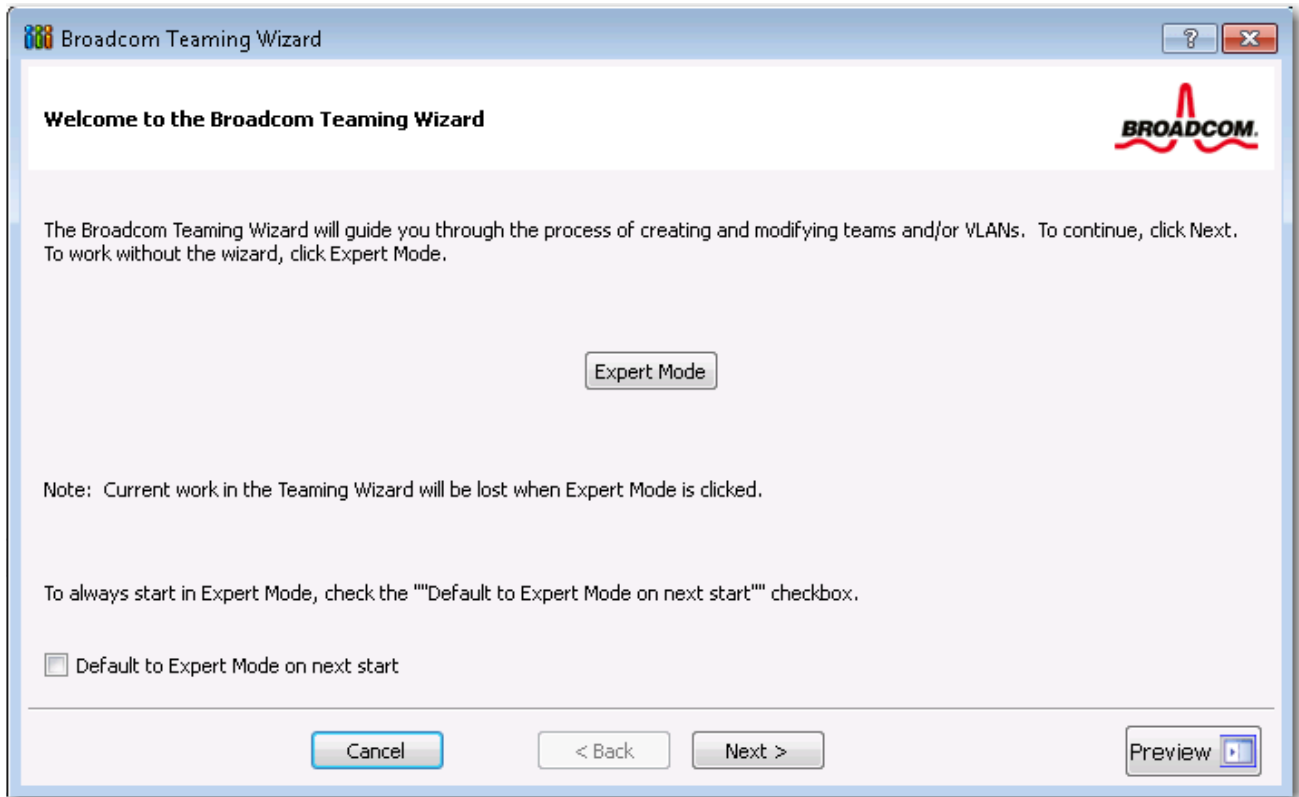 Broadcom Teaming Wizard
?
Welcome to the Broadcom Teaming Wizard
BROADCOM.
The Broadcom Teaming Wizard will guide you through the process of creating and modifying teams and/or VLANs.  To continue, click Next.
To work without the wizard, click Expert Mode.
Expert Mode
Note:  Current work in the Teaming Wizard will be lost when Expert Mode is clicked.
To always start in Expert Mode, check the ""Default to Expert Mode on next start"" checkbox.
Default to Expert Mode on next start
Cancel
< Back
Next >
Preview